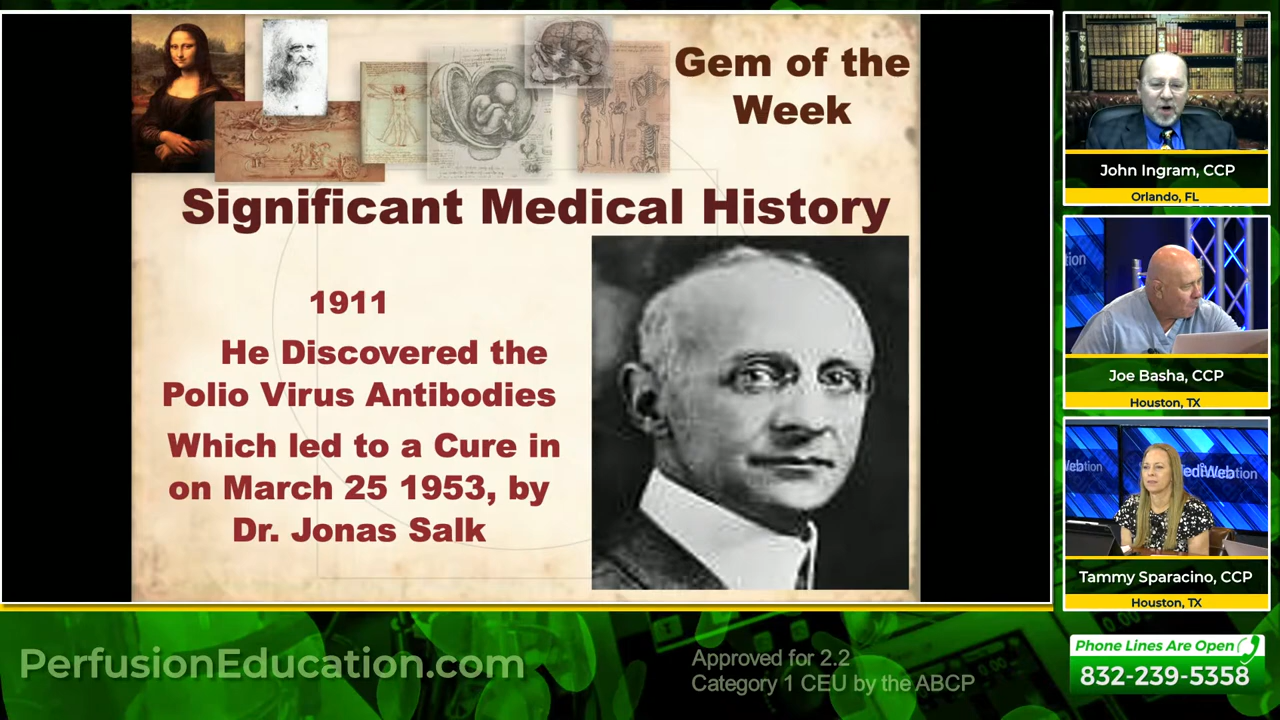 Gem of the
Week
Significant Medical History
1911
He Discovered the
Polio Virus Antibodies
Which led to a Cure in
on March 25 1953, by
Dr. Jonas Salk
John Ingram, CCP
Orlando, FL
ation
Joe Basha, CCP
Houston, TX
Webtion
MediWebtion
Tammy Sparacino, CCP
Houston, TX
PerfusionEducation.com
Approved for 2.2
Category 1 CEU by the ABCP
Phone Lines Are Open
832-239-5358